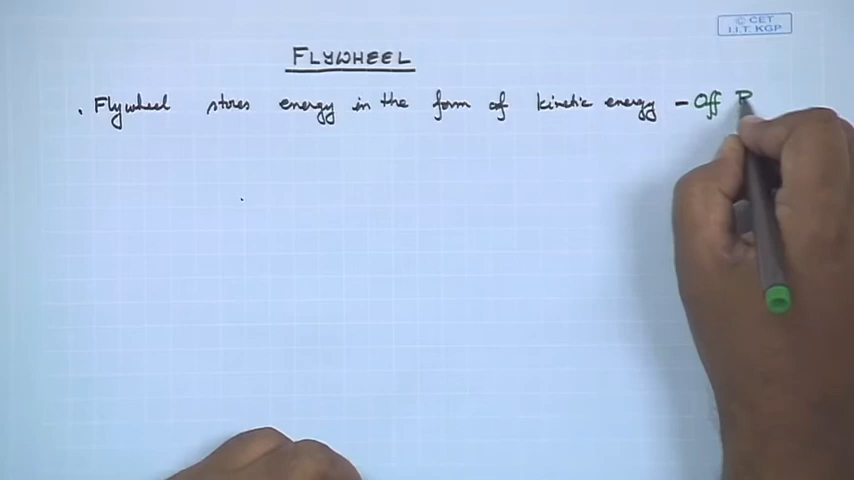 © CET
I.I.T. KGP
FLYWHEEL
. Flywheel stores energy in the form of kinetic energy - Off P